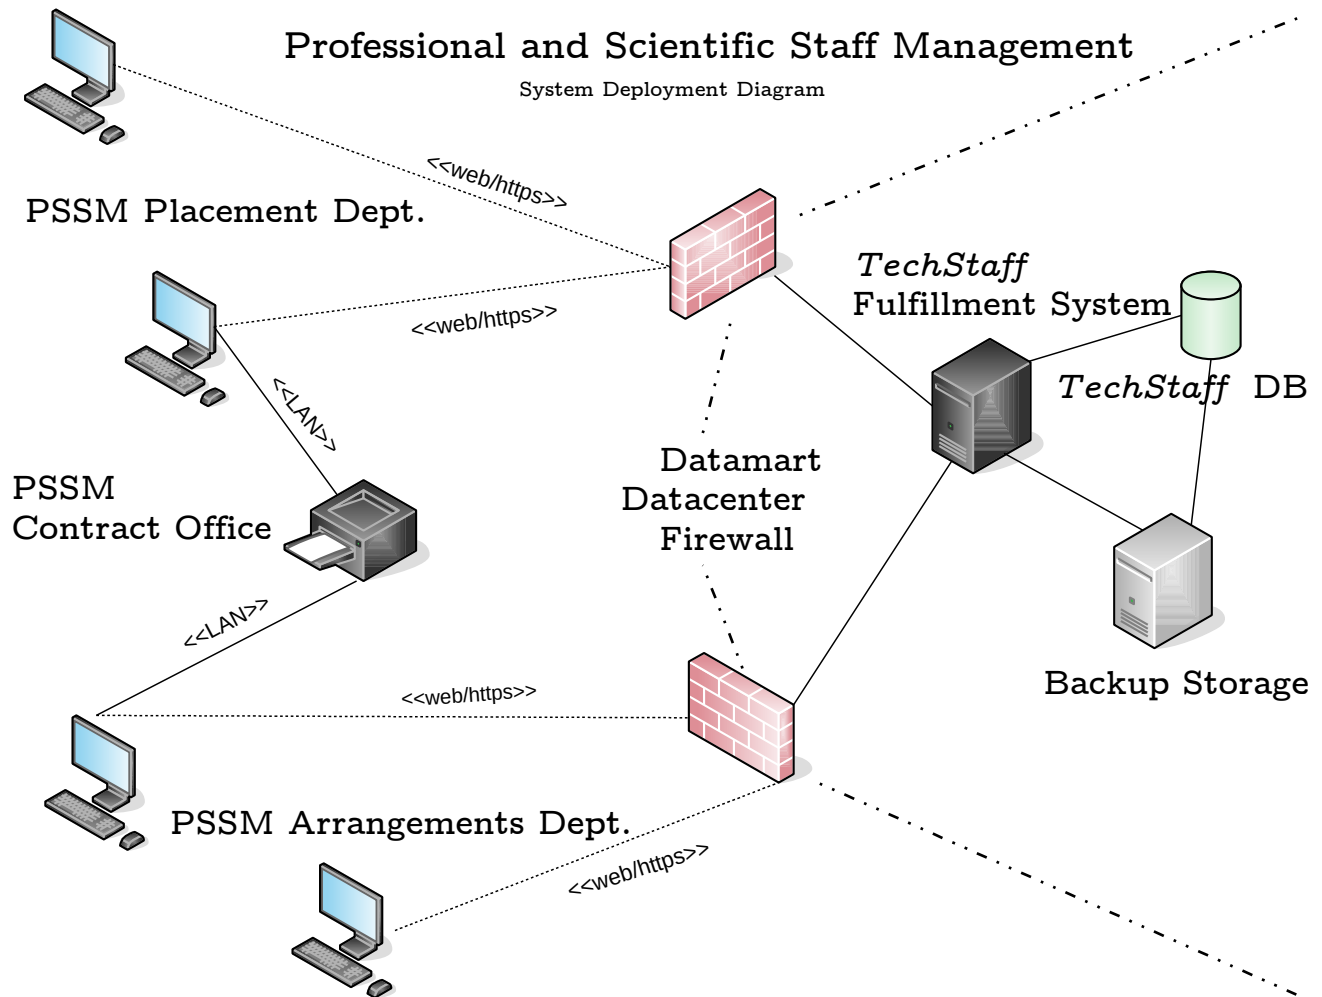 Professional and Scientific Staff Management
System Deployment Diagram
<<web/https>>
PSSM Placement Dept.
<<web/https>>
TechStaff
Fulfillment System
TechStaff DB
<<LAN>>
Datamart
Datacenter
Firewall
PSSM
Contract Office
<<LAN>>
Backup Storage
<<web/https>>
PSSM Arrangements Dept.
<<web/https>>